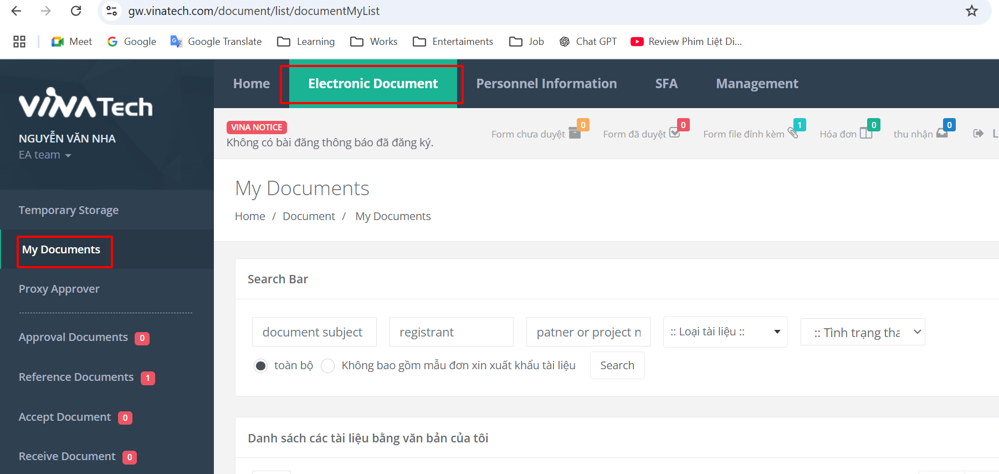 gw.vinatech.com/document/list/documentMyList
Meet
Google
Google Translate
Learning
Works
Entertaiments
Job
Chat GPT
Review Phim Liệt Di...
ViNA Tech
NGUYỄN VĂN NHA
EA team
Temporary Storage
My Documents
Proxy Approver
Approval Documents 0
Reference Documents 1
Accept Document 0
Receive Document 0
Home
Electronic Document
Personnel Information
SFA
Management
VINA NOTICE
Không có bài đăng thông báo đã đăng ký.
Form chưa duyệt 0
Form đã duyệt 0
Form file đính kèm 1
Hóa đơn 0
thu nhận 0
L
My Documents
Home / Document / My Documents
Search Bar
document subject
registrant
patner or project n
:: Loại tài liệu ::
:: Tình trạng tha
toàn bộ
Không bao gồm mẫu đơn xin xuất khẩu tài liệu
Search
Danh sách các tài liệu bằng văn bản của tôi